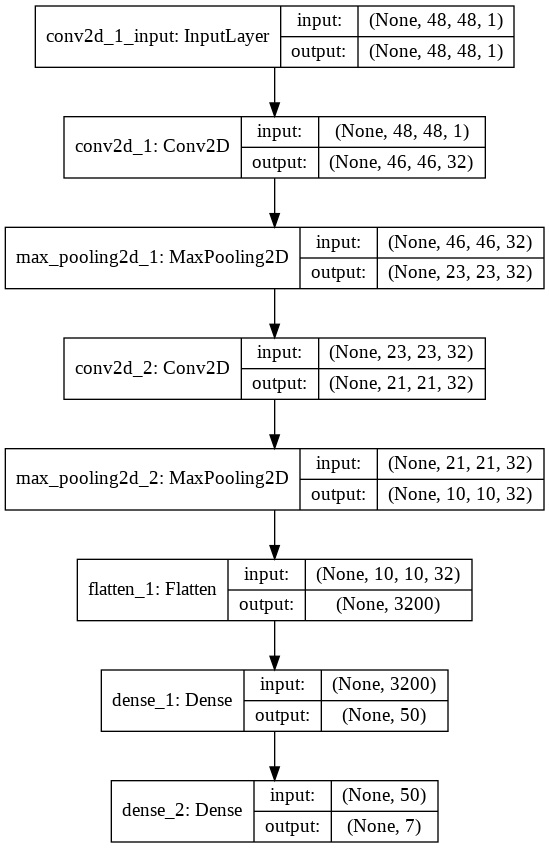 conv2d_1_input: InputLayer
input:
(None, 48, 48, 1)
output:
(None, 48, 48, 1)
conv2d_1: Conv2D
input:
(None, 48, 48, 1)
output:
(None, 46, 46, 32)
max_pooling2d_1: MaxPooling2D
input:
(None, 46, 46, 32)
output:
(None, 23, 23, 32)
conv2d_2: Conv2D
input:
(None, 23, 23, 32)
output:
(None, 21, 21, 32)
max_pooling2d_2: MaxPooling2D
input:
(None, 21, 21, 32)
output:
(None, 10, 10, 32)
flatten_1: Flatten
input:
(None, 10, 10, 32)
output:
(None, 3200)
dense_1: Dense
input:
(None, 3200)
output:
(None, 50)
dense_2: Dense
input:
(None, 50)
output:
(None, 7)